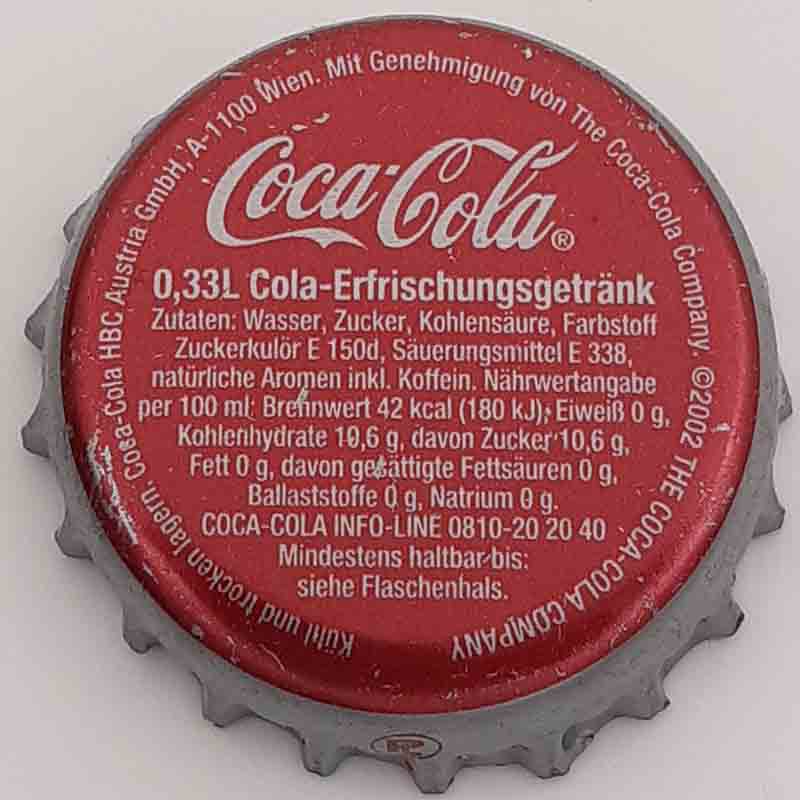 Coca-Cola®
0,33L Cola-Erfrischungsgetränk
Zutaten: Wasser, Zucker, Kohlensäure, Farbstoff
Zuckerkulör E 150d, Säuerungsmittel E 338,
natürliche Aromen inkl. Koffein. Nährwertangabe
per 100 ml: Brennwert 42 kcal (180 kJ); Eiweiß 0 g,
Kohlenhydrate 10,6 g, davon Zucker 10,6 g,
Fett 0 g, davon gesättigte Fettsäuren 0 g,
Ballaststoffe 0 g, Natrium 0 g.
COCA-COLA INFO-LINE 0810-20 20 40
Mindestens haltbar bis:
siehe Flaschenhals.
Kühl und trocken lagern. Coca-Cola HBC Austria GmbH, A-1100 Wien. Mit Genehmigung von The Coca-Cola Company. ©2002 THE COCA-COLA COMPANY